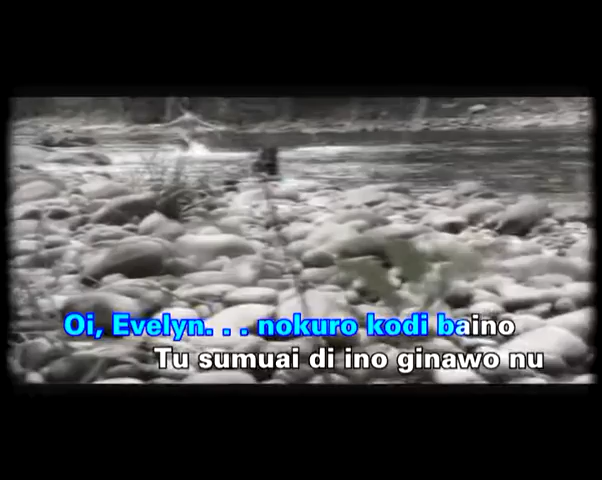 Oi, Evelyn. . . nokuro kodi baino
Tu sumuai di ino ginawo nu